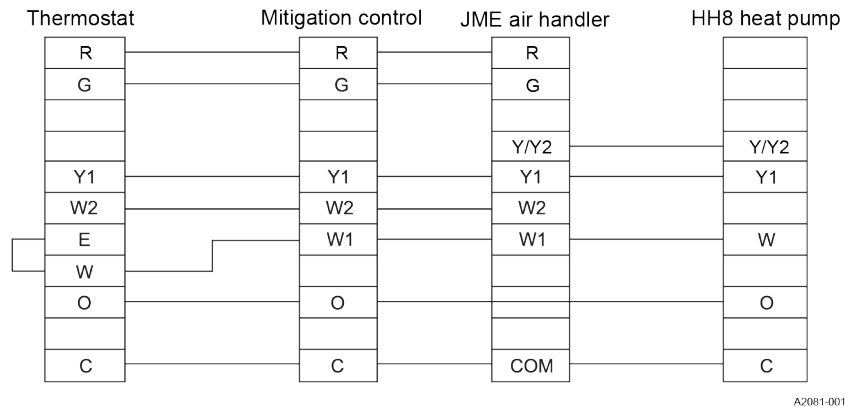 Thermostat Mitigation control JME air handler HH8 heat pump
R R R
G G G
Y/Y2 Y/Y2
Y1 Y1 Y1 Y1
W2 W2 W2
E W1 W1 W
W
O O O
C C COM C
A2081-001